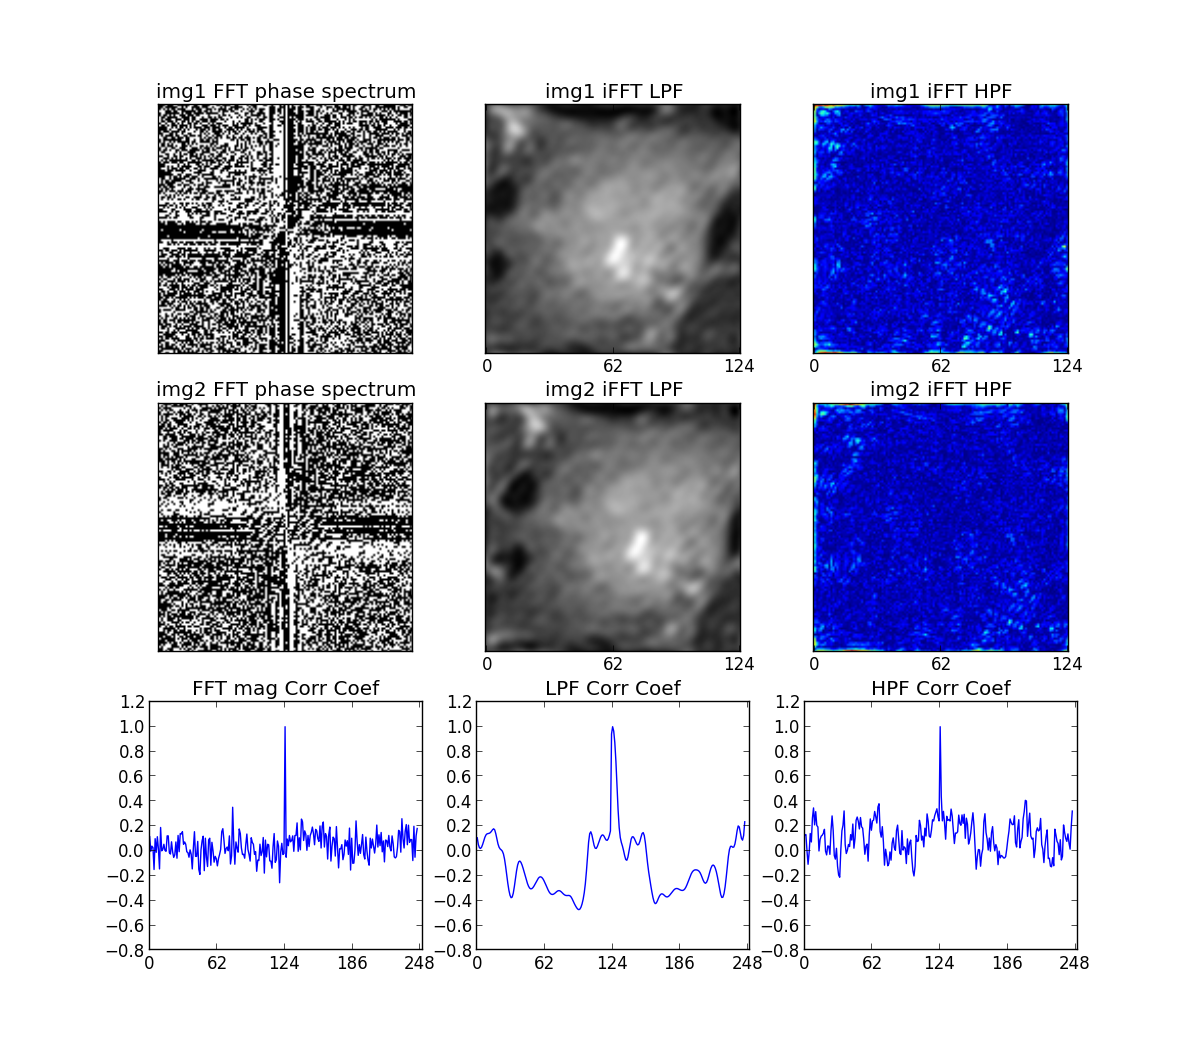 img1 FFT phase spectrum
img1 iFFT LPF
img1 iFFT HPF
0 62 124
0 62 124
img2 FFT phase spectrum
img2 iFFT LPF
img2 iFFT HPF
0 62 124
0 62 124
FFT mag Corr Coef
1.2
1.0
0.8
0.6
0.4
0.2
0.0
−0.2
−0.4
−0.6
−0.8
0 62 124 186 248
LPF Corr Coef
1.2
1.0
0.8
0.6
0.4
0.2
0.0
−0.2
−0.4
−0.6
−0.8
0 62 124 186 248
HPF Corr Coef
1.2
1.0
0.8
0.6
0.4
0.2
0.0
−0.2
−0.4
−0.6
−0.8
0 62 124 186 248